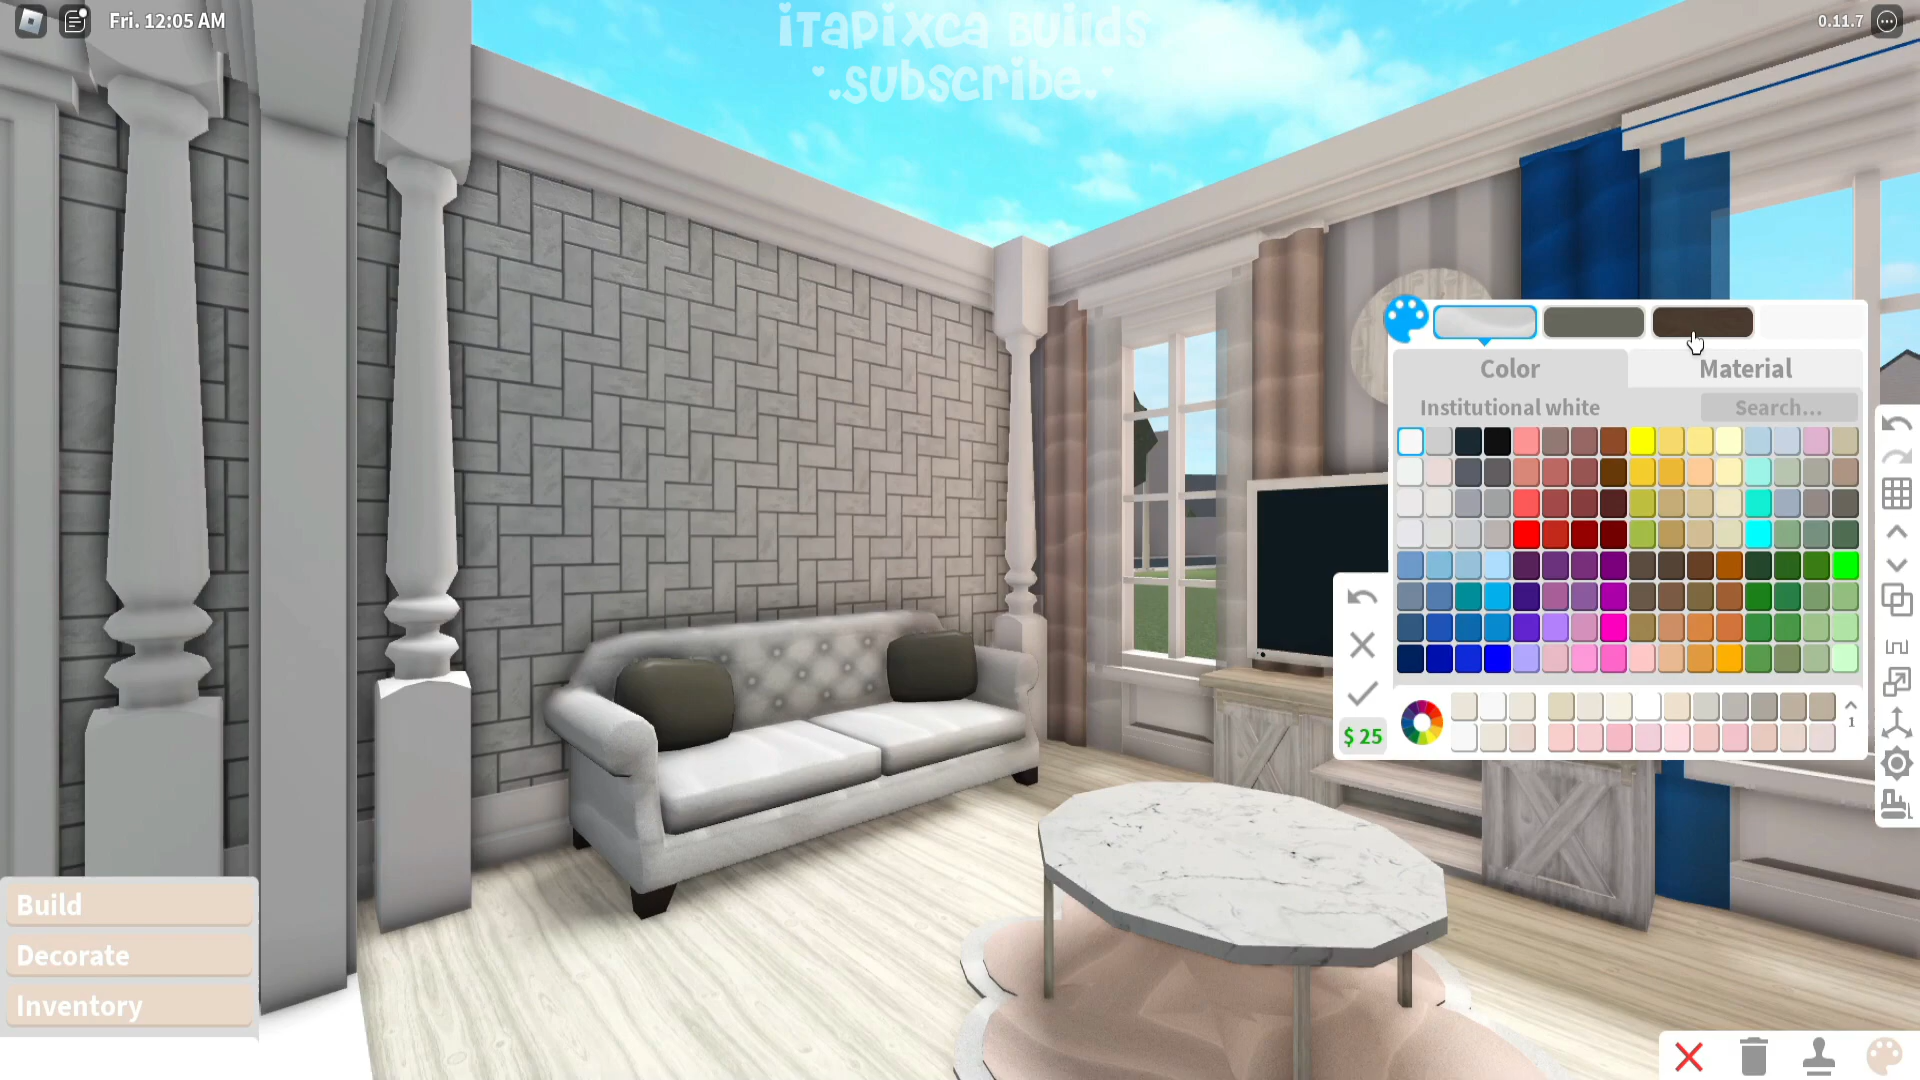 Fri. 12:05 AM
iTapixca Builds
subscribe.
0.11.7
Color
Material
Institutional white
Search...
$ 25
1
Build
Decorate
Inventory